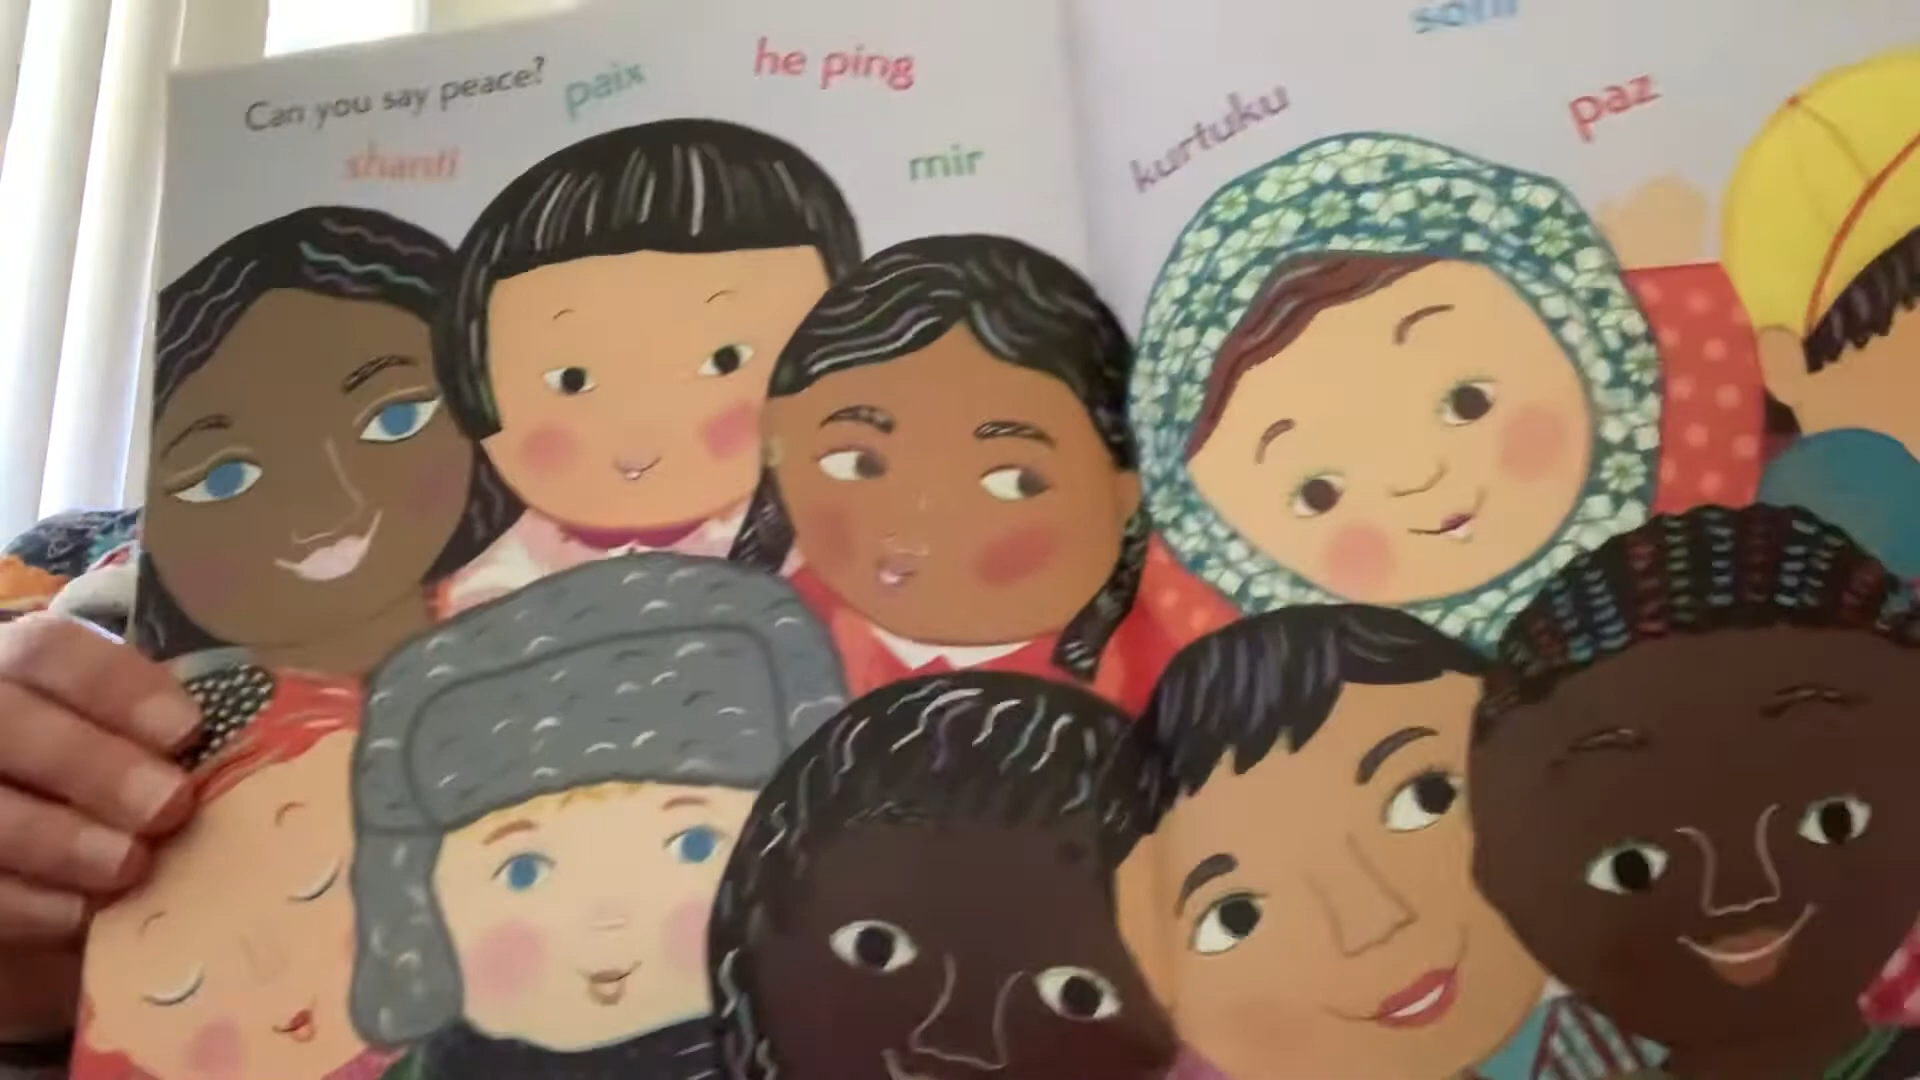 Can you say peace?
paix
he ping
shanti
mir
kurtuku
paz